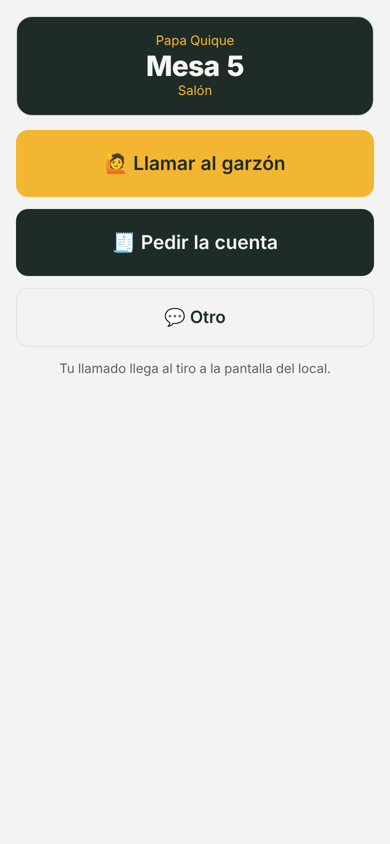 Papa Quique
Mesa 5
Salón
🙋 Llamar al garzón
🧾 Pedir la cuenta
💬 Otro
Tu llamado llega al tiro a la pantalla del local.